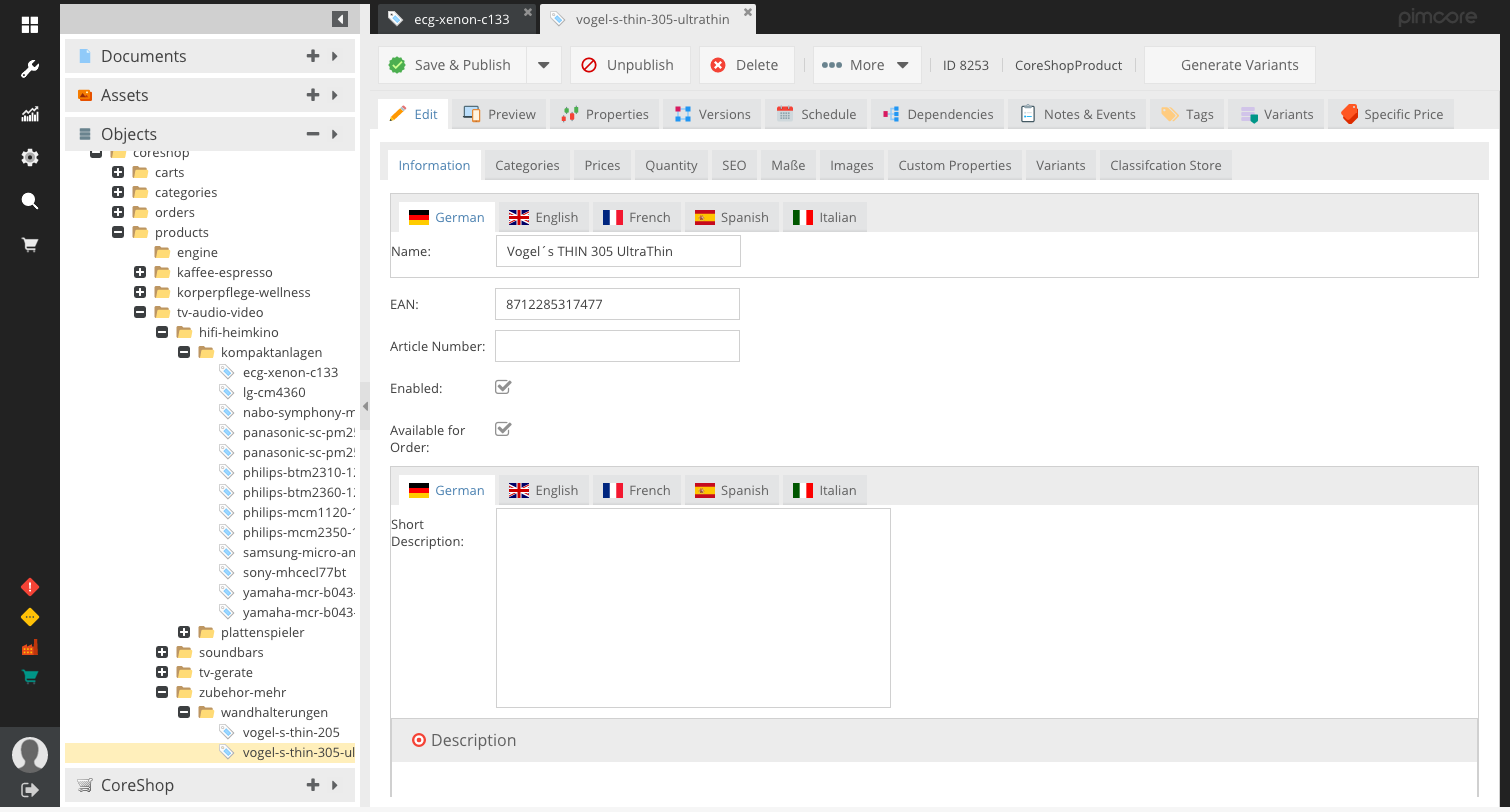 ecg-xenon-c133
vogel-s-thin-305-ultrathin
pimcore
Documents
Assets
Objects
coreshop
carts
categories
orders
products
engine
kaffee-espresso
korperpflege-wellness
tv-audio-video
hifi-heimkino
kompaktanlagen
ecg-xenon-c133
lg-cm4360
nabo-symphony-m
panasonic-sc-pm25
panasonic-sc-pm25
philips-btm2310-12
philips-btm2360-12
philips-mcm1120-1
philips-mcm2350-1
samsung-micro-an
sony-mhcecl77bt
yamaha-mcr-b043-
yamaha-mcr-b043-
plattenspieler
soundbars
tv-gerate
zubehor-mehr
wandhalterungen
vogel-s-thin-205
vogel-s-thin-305-ul
CoreShop
Save & Publish
Unpublish
Delete
More
ID 8253
CoreShopProduct
Generate Variants
Edit
Preview
Properties
Versions
Schedule
Dependencies
Notes & Events
Tags
Variants
Specific Price
Information
Categories
Prices
Quantity
SEO
Maße
Images
Custom Properties
Variants
Classifcation Store
German
English
French
Spanish
Italian
Name:
Vogel´s THIN 305 UltraThin
EAN:
8712285317477
Article Number:
Enabled:
Available for
Order:
German
English
French
Spanish
Italian
Short
Description:
Description